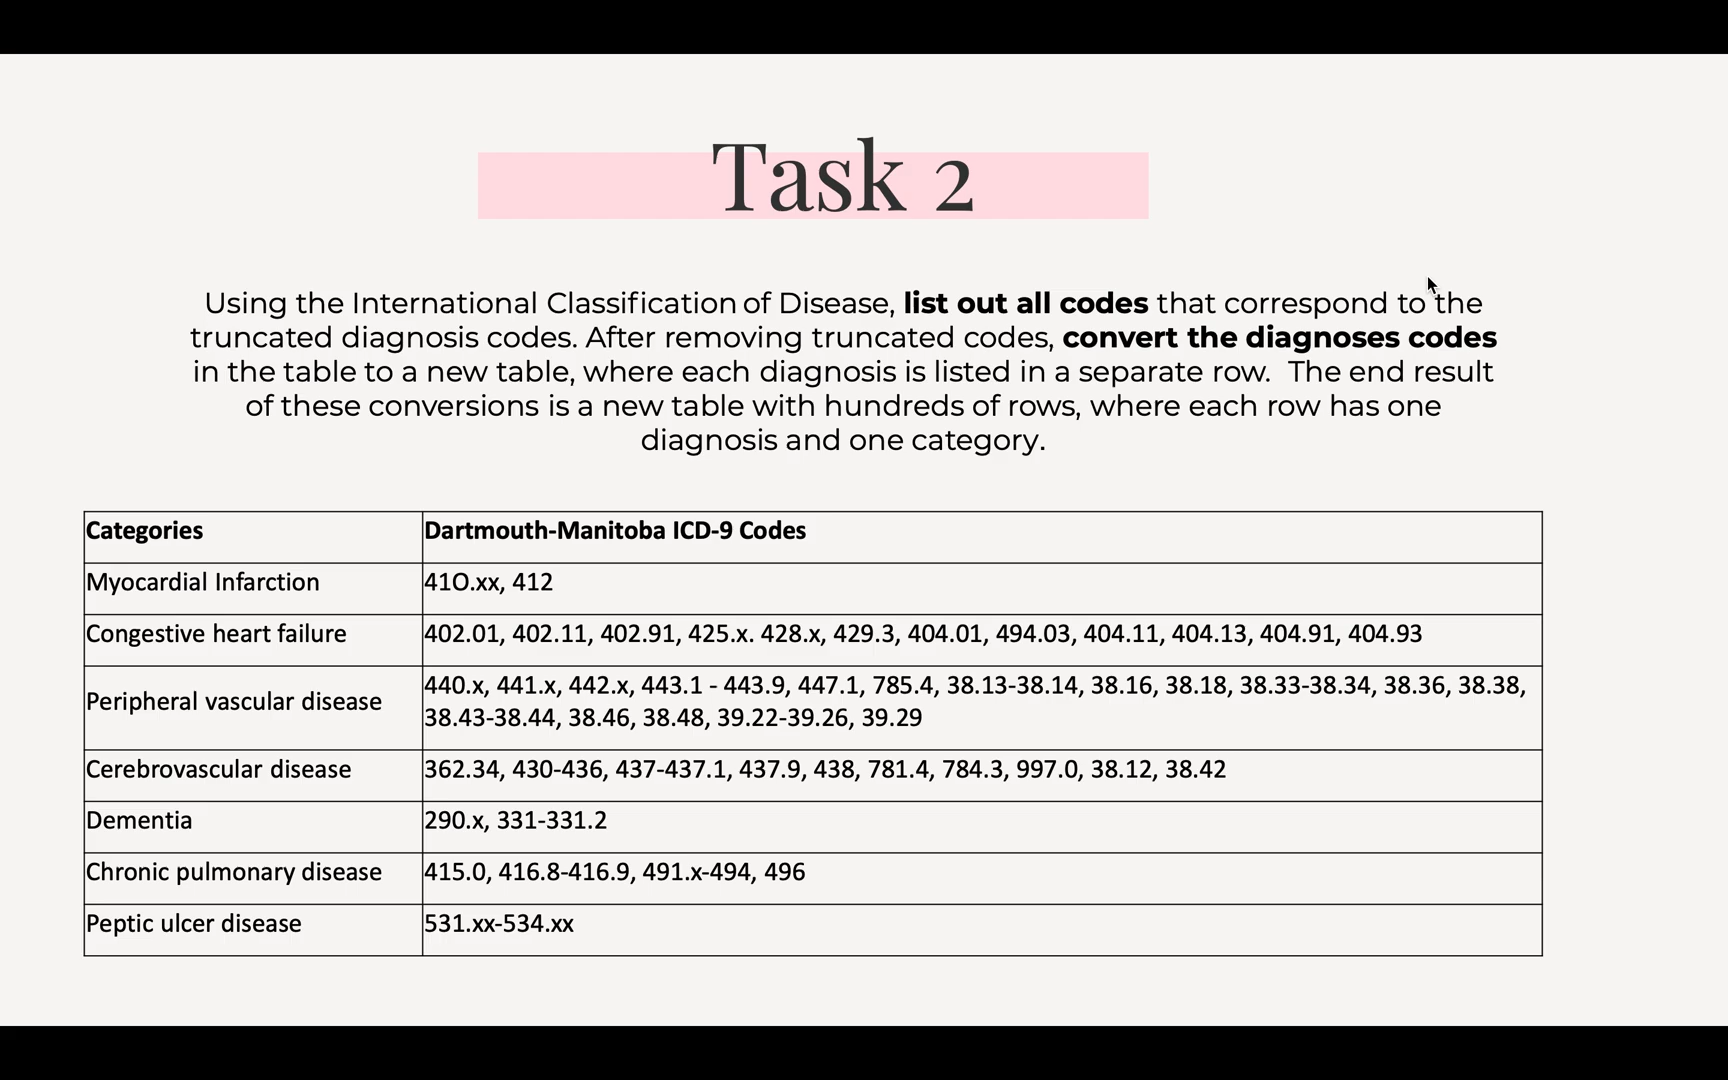 Task 2
Using the International Classification of Disease, list out all codes that correspond to the
truncated diagnosis codes. After removing truncated codes, convert the diagnoses codes
in the table to a new table, where each diagnosis is listed in a separate row.  The end result
of these conversions is a new table with hundreds of rows, where each row has one
diagnosis and one category.
Categories Dartmouth-Manitoba ICD-9 Codes
Myocardial Infarction 41O.xx, 412
Congestive heart failure 402.01, 402.11, 402.91, 425.x. 428.x, 429.3, 404.01, 494.03, 404.11, 404.13, 404.91, 404.93
Peripheral vascular disease 440.x, 441.x, 442.x, 443.1 - 443.9, 447.1, 785.4, 38.13-38.14, 38.16, 38.18, 38.33-38.34, 38.36, 38.38,
38.43-38.44, 38.46, 38.48, 39.22-39.26, 39.29
Cerebrovascular disease 362.34, 430-436, 437-437.1, 437.9, 438, 781.4, 784.3, 997.0, 38.12, 38.42
Dementia 290.x, 331-331.2
Chronic pulmonary disease 415.0, 416.8-416.9, 491.x-494, 496
Peptic ulcer disease 531.xx-534.xx